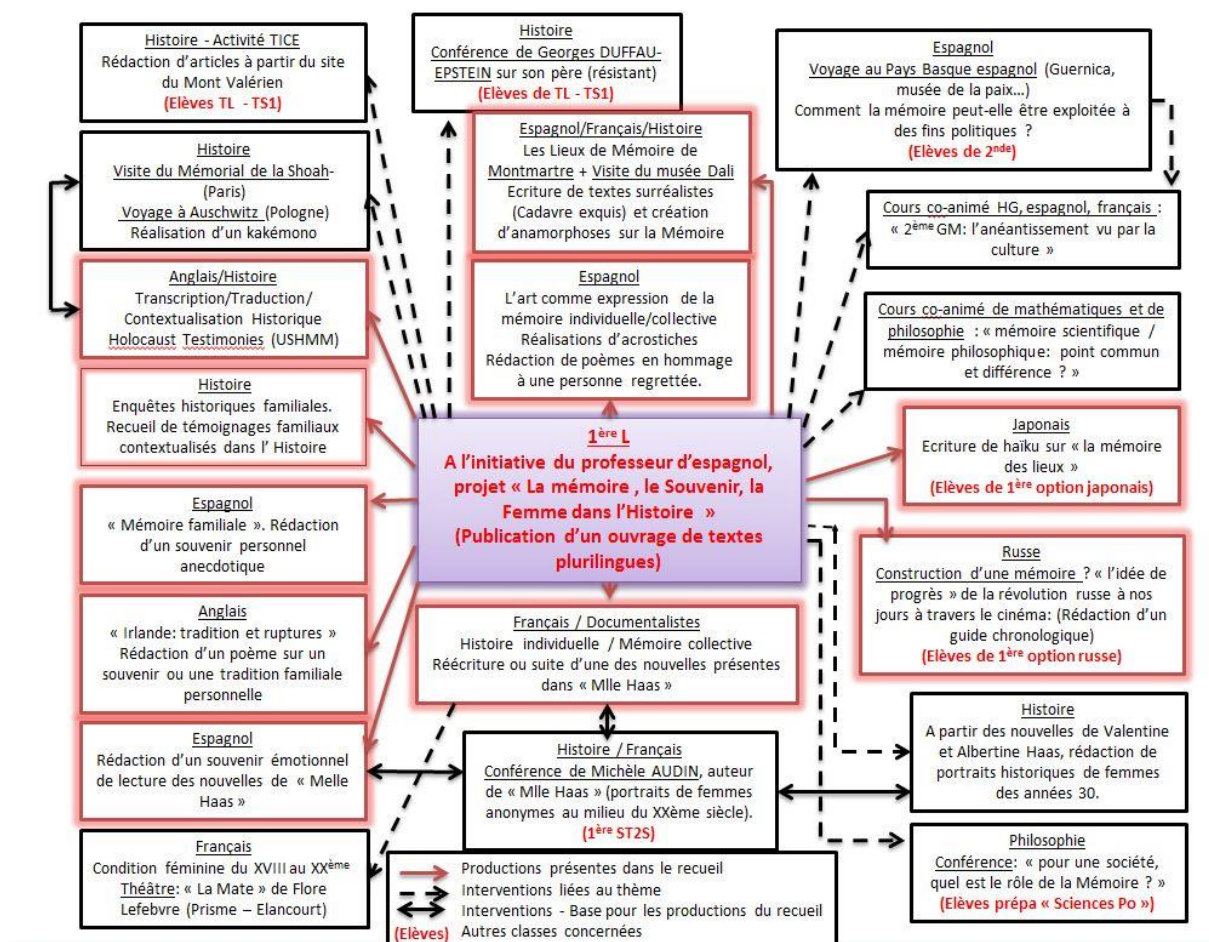 Histoire - Activité TICE
Rédaction d'articles à partir du site
du Mont Valérien
(Elèves TL - TS1)
Histoire
Conférence de Georges DUFFAU-
EPSTEIN sur son père (résistant)
(Elèves de TL - TS1)
Espagnol
Voyage au Pays Basque espagnol (Guernica,
musée de la paix...)
Comment la mémoire peut-elle être exploitée à
des fins politiques ?
(Elèves de 2nde)
Histoire
Visite du Mémorial de la Shoah-
(Paris)
Voyage à Auschwitz (Pologne)
Réalisation d'un kakémono
Espagnol/Français/Histoire
Les Lieux de Mémoire de
Montmartre + Visite du musée Dali
Ecriture de textes surréalistes
(Cadavre exquis) et création
d'anamorphoses sur la Mémoire
Cours co-animé HG, espagnol, français :
« 2ème GM: l'anéantissement vu par la
culture »
Anglais/Histoire
Transcription/Traduction/
Contextualisation Historique
Holocaust Testimonies (USHMM)
Espagnol
L'art comme expression de la
mémoire individuelle/collective
Réalisations d'acrostiches
Rédaction de poèmes en hommage
à une personne regrettée.
Cours co-animé de mathématiques et de
philosophie : « mémoire scientifique /
mémoire philosophique: point commun
et différence ? »
Histoire
Enquêtes historiques familiales.
Recueil de témoignages familiaux
contextualisés dans l' Histoire
1ère L
A l'initiative du professeur d'espagnol,
projet « La mémoire , le Souvenir, la
Femme dans l'Histoire »
(Publication d'un ouvrage de textes
plurilingues)
Japonais
Ecriture de haïku sur « la mémoire
des lieux »
(Elèves de 1ère option japonais)
Espagnol
« Mémoire familiale ». Rédaction
d'un souvenir personnel
anecdotique
Russe
Construction d'une mémoire ? « l'idée de
progrès » de la révolution russe à nos
jours à travers le cinéma: (Rédaction d'un
guide chronologique)
(Elèves de 1ère option russe)
Anglais
« Irlande: tradition et ruptures »
Rédaction d'un poème sur un
souvenir ou une tradition familiale
personnelle
Français / Documentalistes
Histoire individuelle / Mémoire collective
Réécriture ou suite d'une des nouvelles présentes
dans « Mlle Haas »
Histoire
A partir des nouvelles de Valentine
et Albertine Haas, rédaction de
portraits historiques de femmes
des années 30.
Espagnol
Rédaction d'un souvenir émotionnel
de lecture des nouvelles de « Melle
Haas »
Histoire / Français
Conférence de Michèle AUDIN, auteur
de « Mlle Haas » (portraits de femmes
anonymes au milieu du XXème siècle).
(1ère ST2S)
Philosophie
Conférence: « pour une société,
quel est le rôle de la Mémoire ? »
(Elèves prépa « Sciences Po »)
Français
Condition féminine du XVIII au XXème
Théâtre: « La Mate » de Flore
Lefebvre (Prisme – Elancourt)
Productions présentes dans le recueil
Interventions liées au thème
Interventions - Base pour les productions du recueil
(Elèves) Autres classes concernées